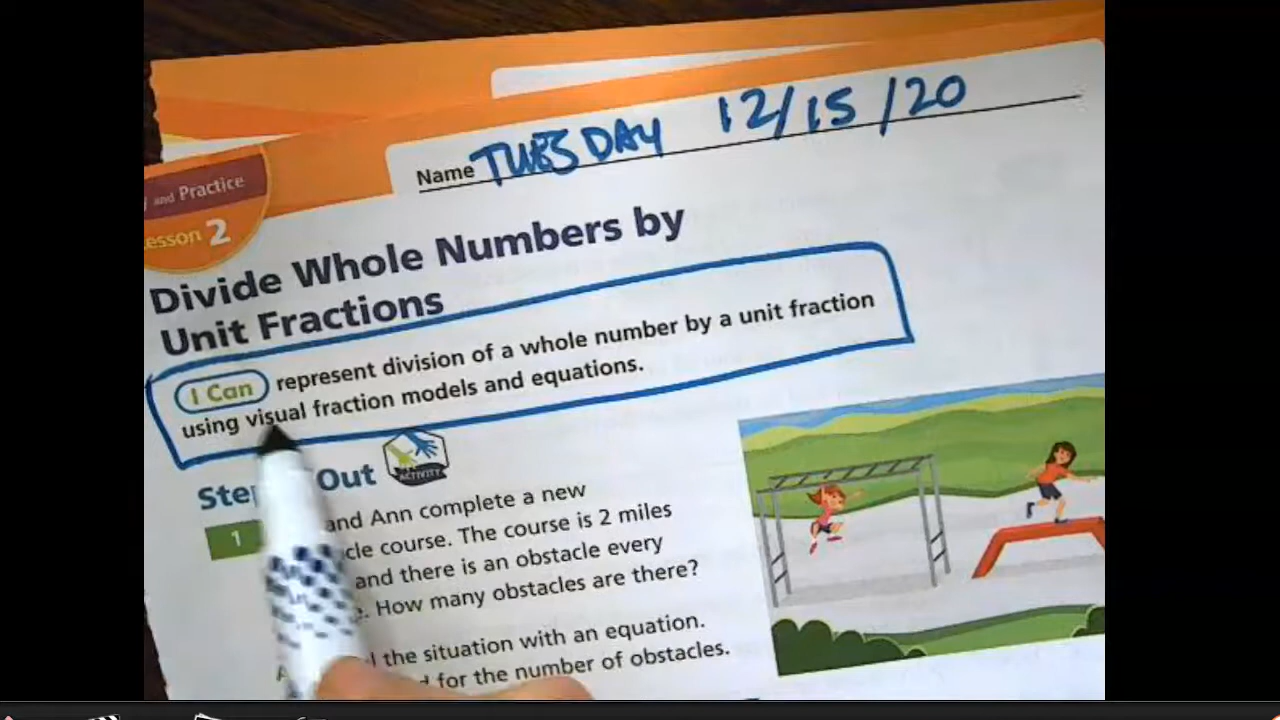 Name TUESDAY 12/15/20
and Practice
Lesson 2
Divide Whole Numbers by
Unit Fractions
I Can represent division of a whole number by a unit fraction
using visual fraction models and equations.
Step Out
ACTIVITY
1 and Ann complete a new
cle course. The course is 2 miles
and there is an obstacle every
How many obstacles are there?
the situation with an equation.
for the number of obstacles.